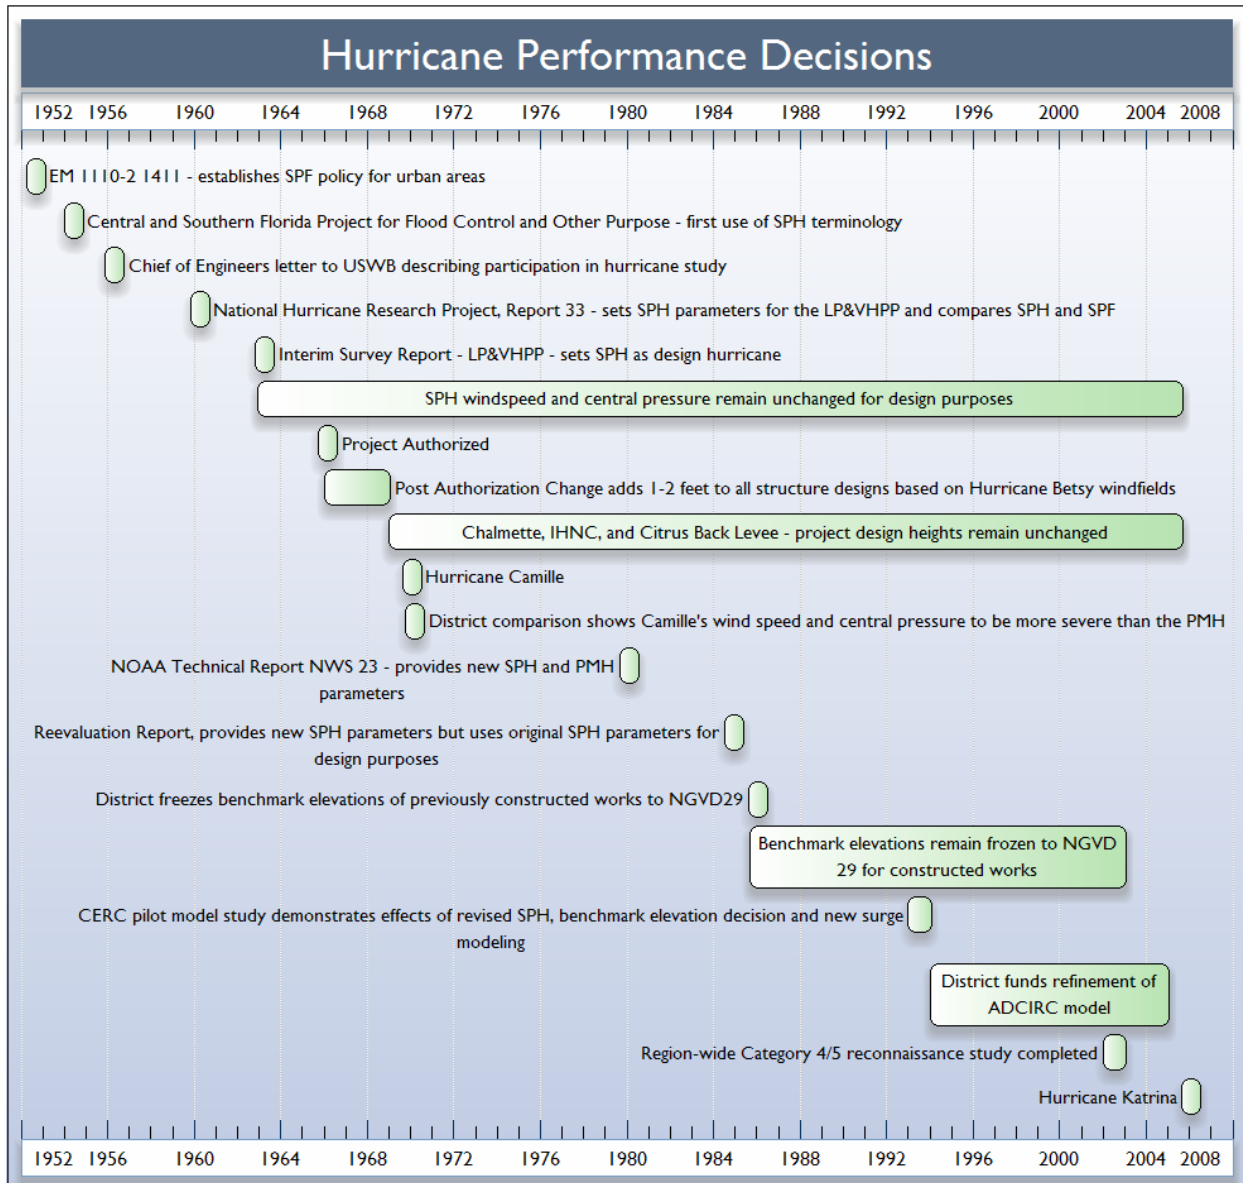 Hurricane Performance Decisions
1952 1956 1960 1964 1968 1972 1976 1980 1984 1988 1992 1996 2000 2004 2008
EM 1110-2 1411 - establishes SPF policy for urban areas
Central and Southern Florida Project for Flood Control and Other Purpose - first use of SPH terminology
Chief of Engineers letter to USWB describing participation in hurricane study
National Hurricane Research Project, Report 33 - sets SPH parameters for the LP&VHPP and compares SPH and SPF
Interim Survey Report - LP&VHPP - sets SPH as design hurricane
SPH windspeed and central pressure remain unchanged for design purposes
Project Authorized
Post Authorization Change adds 1-2 feet to all structure designs based on Hurricane Betsy windfields
Chalmette, IHNC, and Citrus Back Levee - project design heights remain unchanged
Hurricane Camille
District comparison shows Camille's wind speed and central pressure to be more severe than the PMH
NOAA Technical Report NWS 23 - provides new SPH and PMH
parameters
Reevaluation Report, provides new SPH parameters but uses original SPH parameters for
design purposes
District freezes benchmark elevations of previously constructed works to NGVD29
Benchmark elevations remain frozen to NGVD
29 for constructed works
CERC pilot model study demonstrates effects of revised SPH, benchmark elevation decision and new surge
modeling
District funds refinement of
ADCIRC model
Region-wide Category 4/5 reconnaissance study completed
Hurricane Katrina
1952 1956 1960 1964 1968 1972 1976 1980 1984 1988 1992 1996 2000 2004 2008